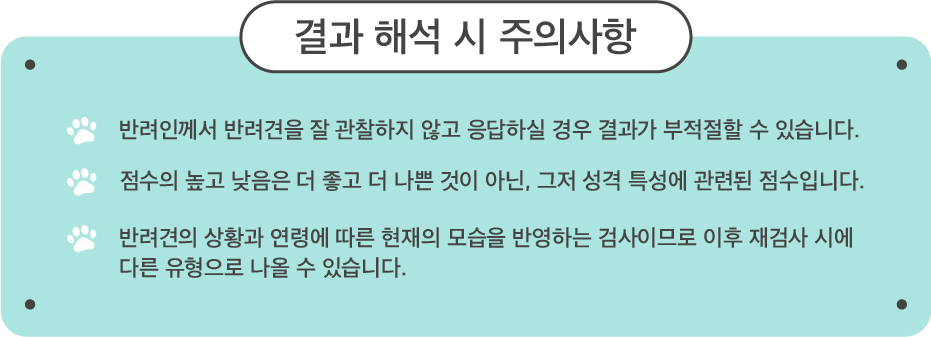 결과 해석 시 주의사항
반려인께서 반려견을 잘 관찰하지 않고 응답하실 경우 결과가 부적절할 수 있습니다.
점수의 높고 낮음은 더 좋고 더 나쁜 것이 아닌, 그저 성격 특성에 관련된 점수입니다.
반려견의 상황과 연령에 따른 현재의 모습을 반영하는 검사이므로 이후 재검사 시에
다른 유형으로 나올 수 있습니다.